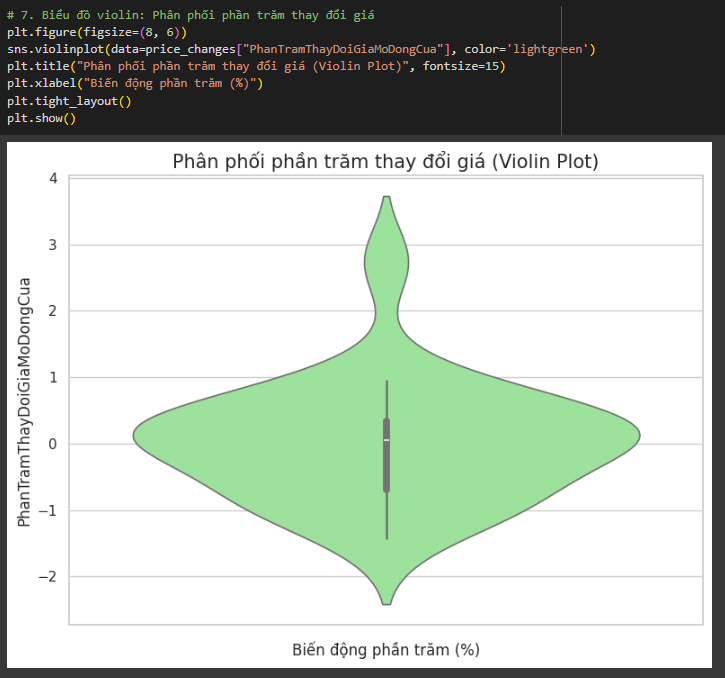 # 7. Biểu đồ violin: Phân phối phần trăm thay đổi giá
plt.figure(figsize=(8, 6))
sns.violinplot(data=price_changes["PhanTramThayDoiGiaMoDongCua"], color='lightgreen')
plt.title("Phân phối phần trăm thay đổi giá (Violin Plot)", fontsize=15)
plt.xlabel("Biến động phần trăm (%)")
plt.tight_layout()
plt.show()
Phân phối phần trăm thay đổi giá (Violin Plot)
4
3
2
1
0
−1
−2
PhanTramThayDoiGiaMoDongCua
Biến động phần trăm (%)